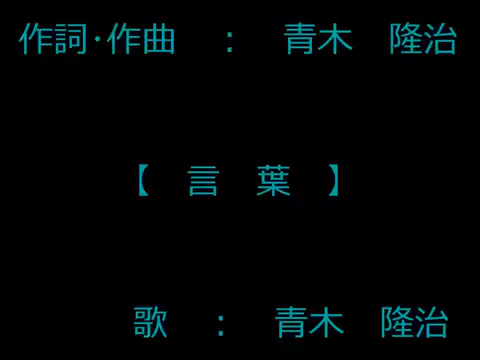 作詞·作曲　：　青木　隆治
【　言　葉　】
歌　：　青木　隆治